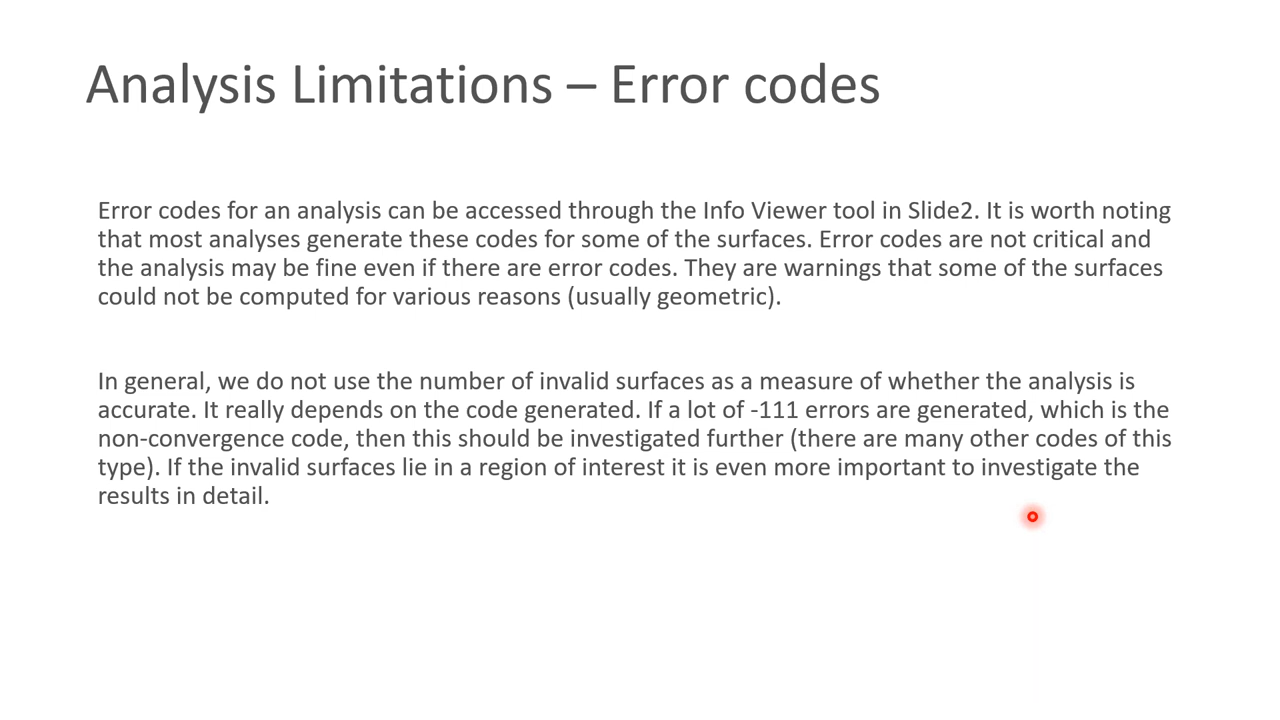 Analysis Limitations – Error codes
Error codes for an analysis can be accessed through the Info Viewer tool in Slide2. It is worth noting
that most analyses generate these codes for some of the surfaces. Error codes are not critical and
the analysis may be fine even if there are error codes. They are warnings that some of the surfaces
could not be computed for various reasons (usually geometric).
In general, we do not use the number of invalid surfaces as a measure of whether the analysis is
accurate. It really depends on the code generated. If a lot of -111 errors are generated, which is the
non-convergence code, then this should be investigated further (there are many other codes of this
type). If the invalid surfaces lie in a region of interest it is even more important to investigate the
results in detail.